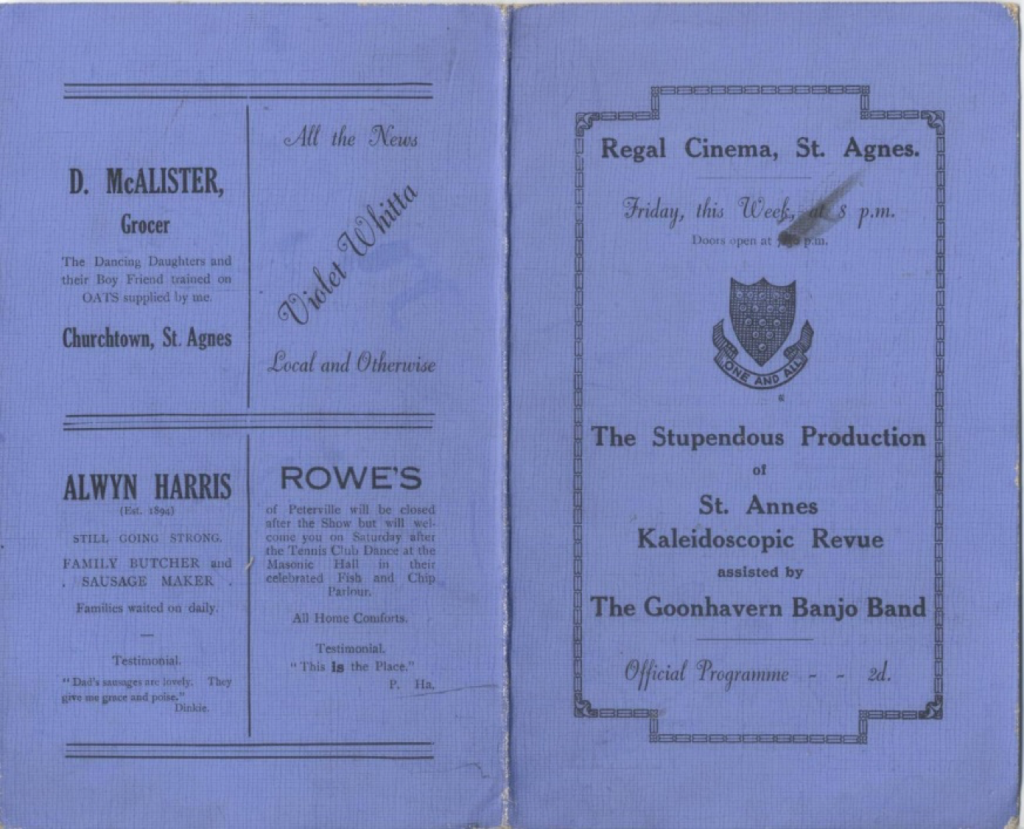 D. McALISTER,
Grocer
The Dancing Daughters and
their Boy Friend trained on
OATS supplied by me.
Churchtown, St. Agnes
All the News
Violet Whitta
Local and Otherwise
ALWYN HARRIS
(Est. 1894)
STILL GOING STRONG.
FAMILY BUTCHER and
SAUSAGE MAKER .
Families waited on daily.
Testimonial.
"Dad's sausages are lovely. They
give me grace and poise."
Dinkie.
ROWE'S
of Peterville will be closed
after the Show but will wel-
come you on Saturday after
the Tennis Club Dance at the
Masonic Hall in their
celebrated Fish and Chip
Parlour.
All Home Comforts.
Testimonial.
"This is the Place."
P. Ha.
Regal Cinema, St. Agnes.
Friday, this Week, at 8 p.m.
Doors open at p.m.
ONE AND ALL
The Stupendous Production
of
St. Annes
Kaleidoscopic Revue
assisted by
The Goonhavern Banjo Band
Official Programme - - 2d.